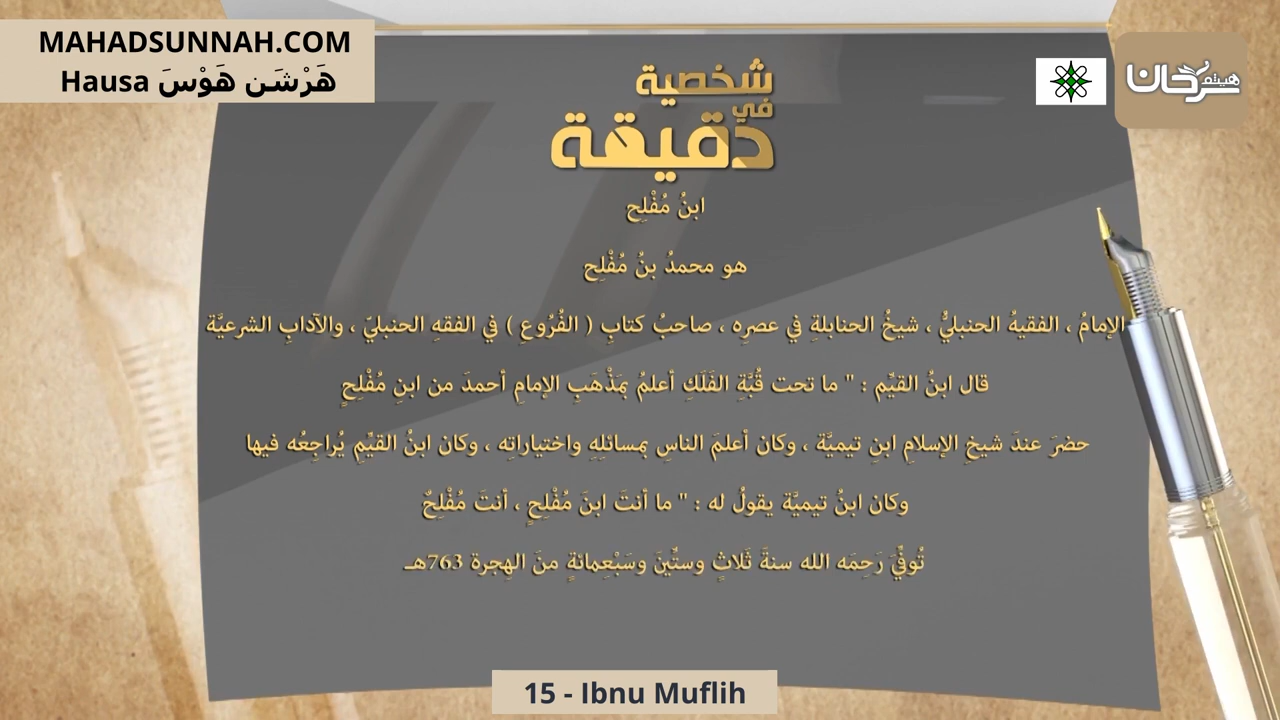 MAHADSUNNAH.COM
Hausa هَرْشَن هَوْسَ
هيثم
سرحان
شخصية
في
دقيقة
ابنُ مُفْلِح
هو محمدُ بنُ مُفْلِح
الإمامُ ، الفقيهُ الحنبليُّ ، شيخُ الحنابلةِ في عصرِه ، صاحبُ كتابِ ( الفُرُوعِ ) في الفقهِ الحنبليّ ، والآدابِ الشرعيَّة
قال ابنُ القيِّم : " ما تحت قُبَّةِ الفَلَكِ أعلمُ بمَذْهَبِ الإمامِ أحمدَ من ابنِ مُفْلِحٍ
حضرَ عندَ شيخِ الإسلامِ ابنِ تيميَّة ، وكان أعلمَ الناسِ بمسائلِهِ واختياراتِه ، وكان ابنُ القيِّمِ يُراجِعُه فيها
وكان ابنُ تيميَّة يقولُ له : " ما أنتَ ابنَ مُفْلِحٍ ، أنتَ مُفْلِحٌ
تُوفِّيَ رَحِمَه الله سنةَ ثَلاثٍ وستِّينَ وسَبْعِمائةٍ منَ الهِجرة 763هـ
15 - Ibnu Muflih